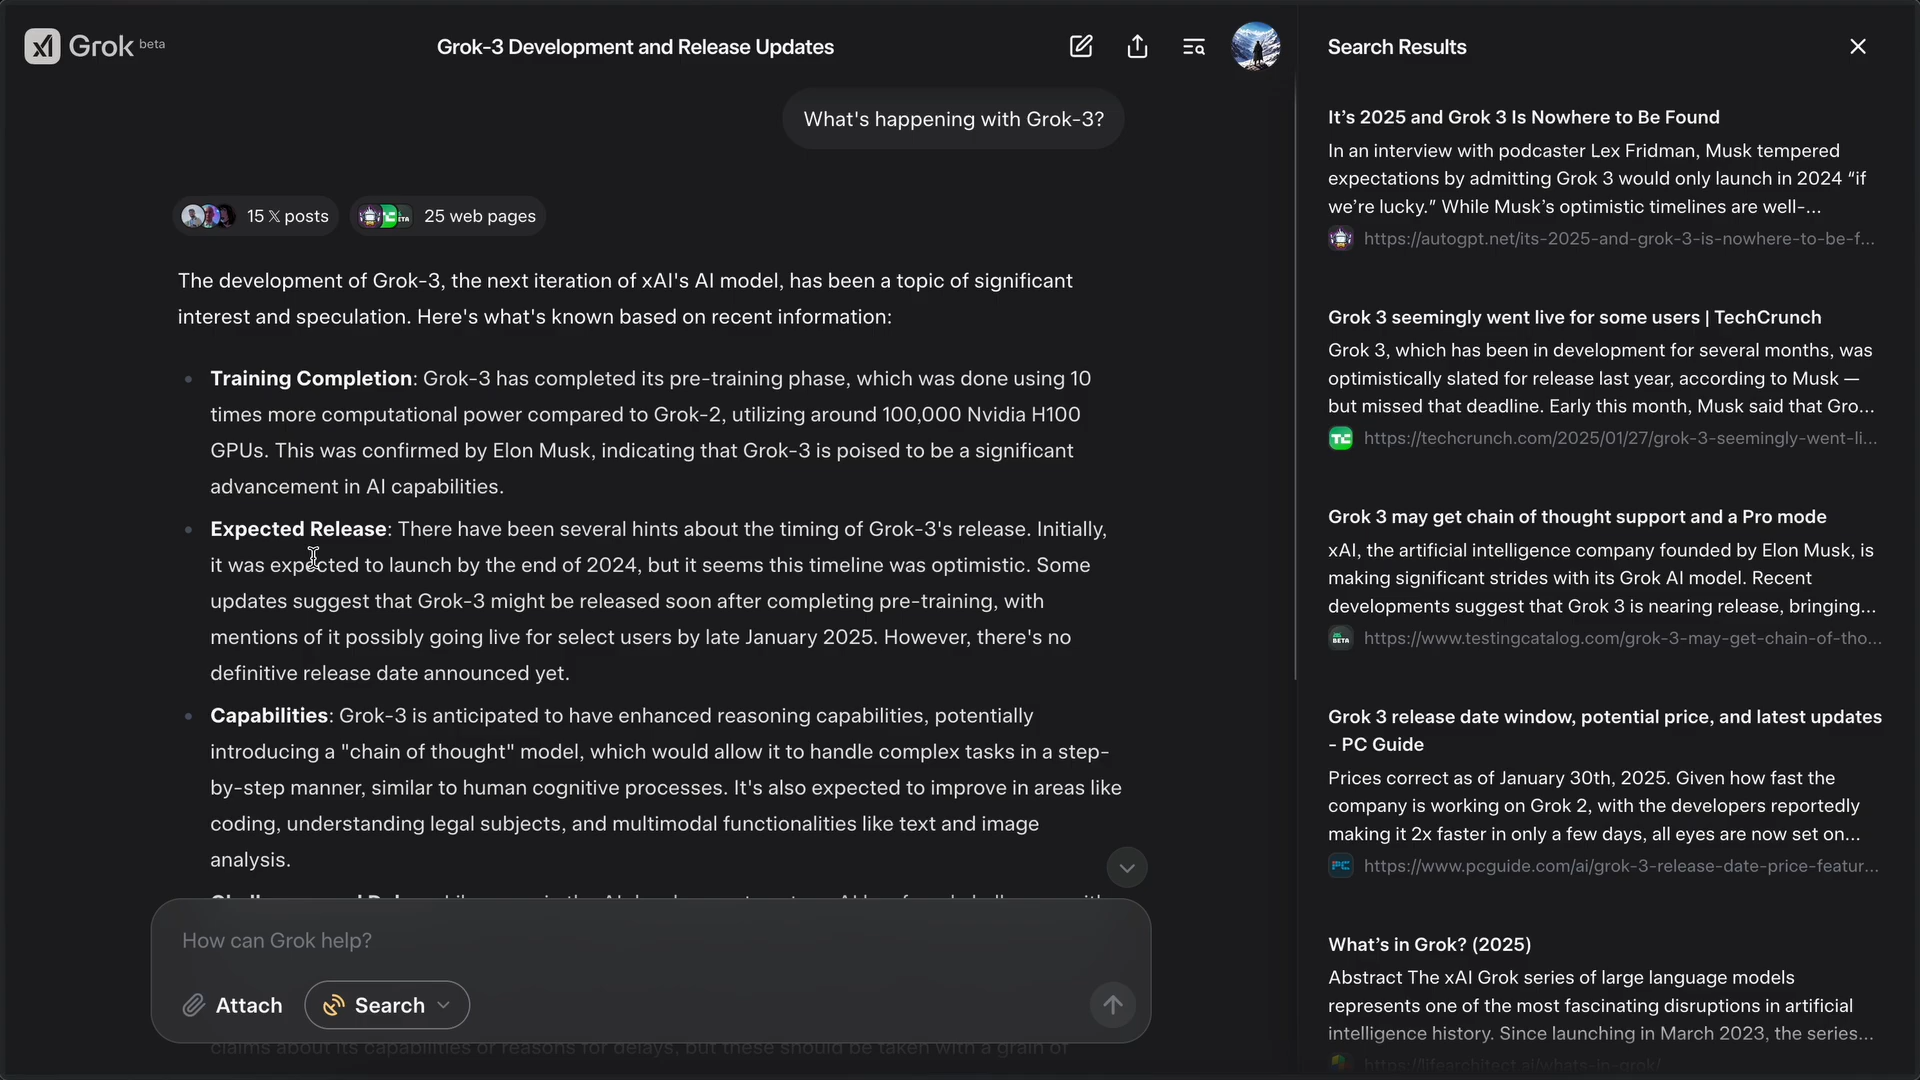 Grok beta
Grok-3 Development and Release Updates
What's happening with Grok-3?
15 𝕏 posts
25 web pages
The development of Grok-3, the next iteration of xAI's AI model, has been a topic of significant
interest and speculation. Here's what's known based on recent information:
Training Completion: Grok-3 has completed its pre-training phase, which was done using 10
times more computational power compared to Grok-2, utilizing around 100,000 Nvidia H100
GPUs. This was confirmed by Elon Musk, indicating that Grok-3 is poised to be a significant
advancement in AI capabilities.
Expected Release: There have been several hints about the timing of Grok-3's release. Initially,
it was expected to launch by the end of 2024, but it seems this timeline was optimistic. Some
updates suggest that Grok-3 might be released soon after completing pre-training, with
mentions of it possibly going live for select users by late January 2025. However, there's no
definitive release date announced yet.
Capabilities: Grok-3 is anticipated to have enhanced reasoning capabilities, potentially
introducing a "chain of thought" model, which would allow it to handle complex tasks in a step-
by-step manner, similar to human cognitive processes. It's also expected to improve in areas like
coding, understanding legal subjects, and multimodal functionalities like text and image
analysis.
How can Grok help?
Attach
Search
claims about its capabilities or reasons for delays, but these should be taken with a grain of
Search Results
It’s 2025 and Grok 3 Is Nowhere to Be Found
In an interview with podcaster Lex Fridman, Musk tempered
expectations by admitting Grok 3 would only launch in 2024 “if
we’re lucky.” While Musk’s optimistic timelines are well-...
https://autogpt.net/its-2025-and-grok-3-is-nowhere-to-be-f...
Grok 3 seemingly went live for some users | TechCrunch
Grok 3, which has been in development for several months, was
optimistically slated for release last year, according to Musk —
but missed that deadline. Early this month, Musk said that Gro...
https://techcrunch.com/2025/01/27/grok-3-seemingly-went-li...
Grok 3 may get chain of thought support and a Pro mode
xAI, the artificial intelligence company founded by Elon Musk, is
making significant strides with its Grok AI model. Recent
developments suggest that Grok 3 is nearing release, bringing...
BETA
https://www.testingcatalog.com/grok-3-may-get-chain-of-tho...
Grok 3 release date window, potential price, and latest updates
- PC Guide
Prices correct as of January 30th, 2025. Given how fast the
company is working on Grok 2, with the developers reportedly
making it 2x faster in only a few days, all eyes are now set on...
PC
https://www.pcguide.com/ai/grok-3-release-date-price-featur...
What’s in Grok? (2025)
Abstract The xAI Grok series of large language models
represents one of the most fascinating disruptions in artificial
intelligence history. Since launching in March 2023, the series...
https://lifearchitect.ai/whats-in-grok/